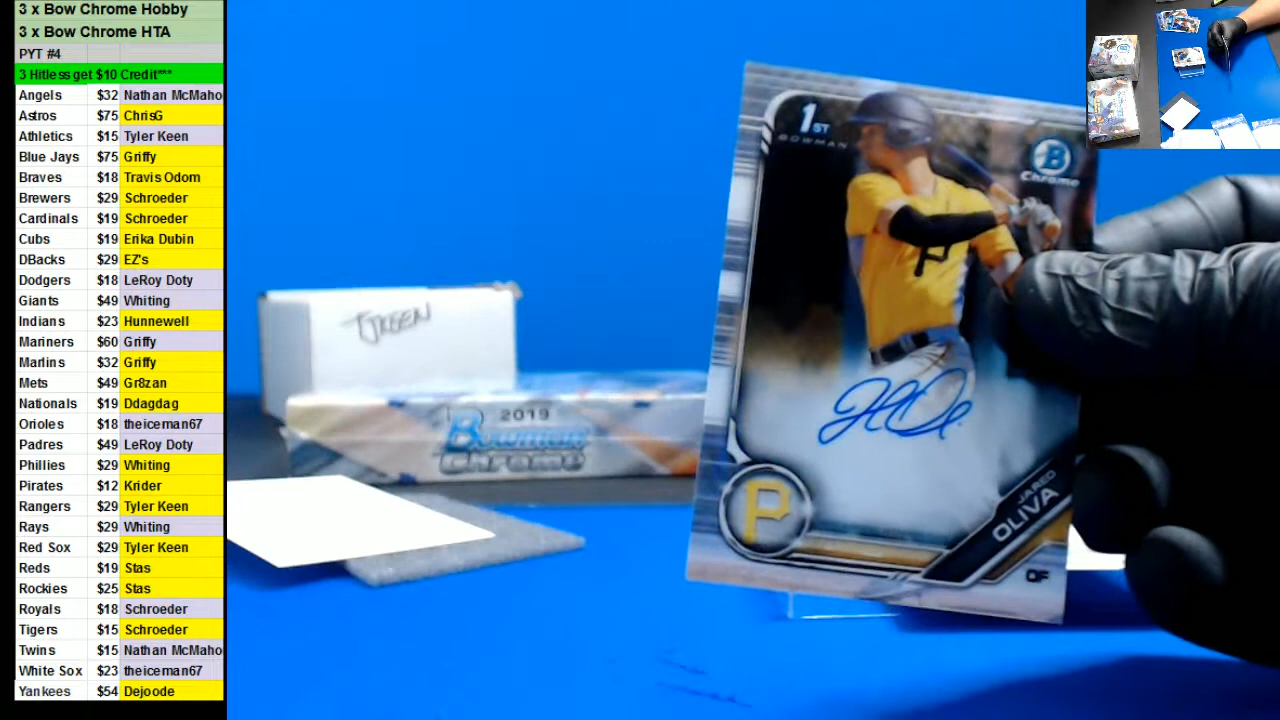 3 x Bow Chrome Hobby
3 x Bow Chrome HTA
PYT #4
3 Hitless get $10 Credit***
Angels $32 Nathan McMaho
Astros $75 ChrisG
Athletics $15 Tyler Keen
Blue Jays $75 Griffy
Braves $18 Travis Odom
Brewers $29 Schroeder
Cardinals $19 Schroeder
Cubs $19 Erika Dubin
DBacks $29 EZ's
Dodgers $18 LeRoy Doty
Giants $49 Whiting
Indians $23 Hunnewell
Mariners $60 Griffy
Marlins $32 Griffy
Mets $49 Gr8zan
Nationals $19 Ddagdag
Orioles $18 theiceman67
Padres $49 LeRoy Doty
Phillies $29 Whiting
Pirates $12 Krider
Rangers $29 Tyler Keen
Rays $29 Whiting
Red Sox $29 Tyler Keen
Reds $19 Stas
Rockies $25 Stas
Royals $18 Schroeder
Tigers $15 Schroeder
Twins $15 Nathan McMaho
White Sox $23 theiceman67
Yankees $54 Dejoode
1ST
BOWMAN
B
Chrome
P
P
JARED
OLIVA
OF
2019
Bowman
Chrome